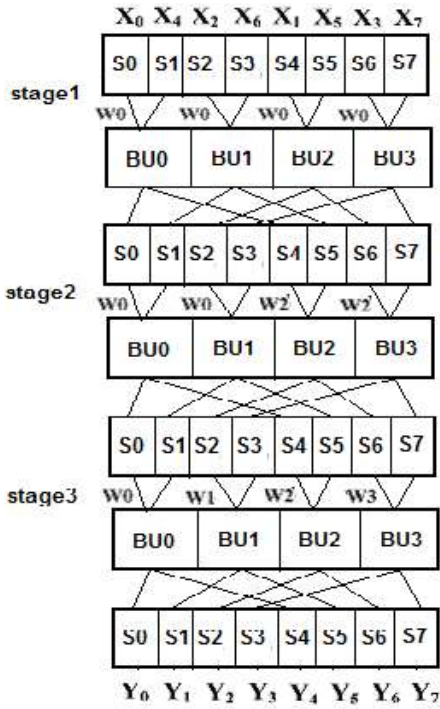 X0 X4 X2 X6 X1 X5 X3 X7
S0 S1 S2 S3 S4 S5 S6 S7
stage1
W0 W0 W0 W0
BU0 BU1 BU2 BU3
S0 S1 S2 S3 S4 S5 S6 S7
stage2
W0 W0 W2' W2'
BU0 BU1 BU2 BU3
S0 S1 S2 S3 S4 S5 S6 S7
stage3
W0 W1 W2' W3
BU0 BU1 BU2 BU3
S0 S1 S2 S3 S4 S5 S6 S7
Y0 Y1 Y2 Y3 Y4 Y5 Y6 Y7